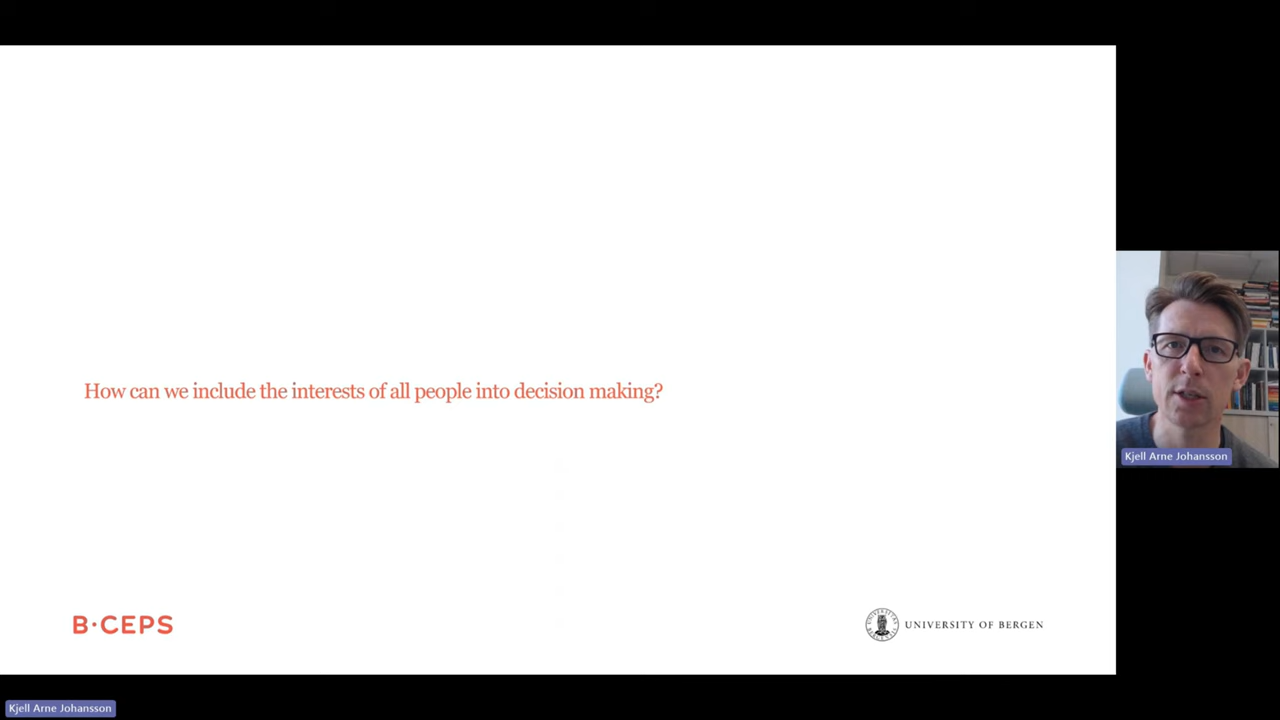 How can we include the interests of all people into decision making?
B·CEPS
UNIVERSITY OF BERGEN
Kjell Arne Johansson
Kjell Arne Johansson